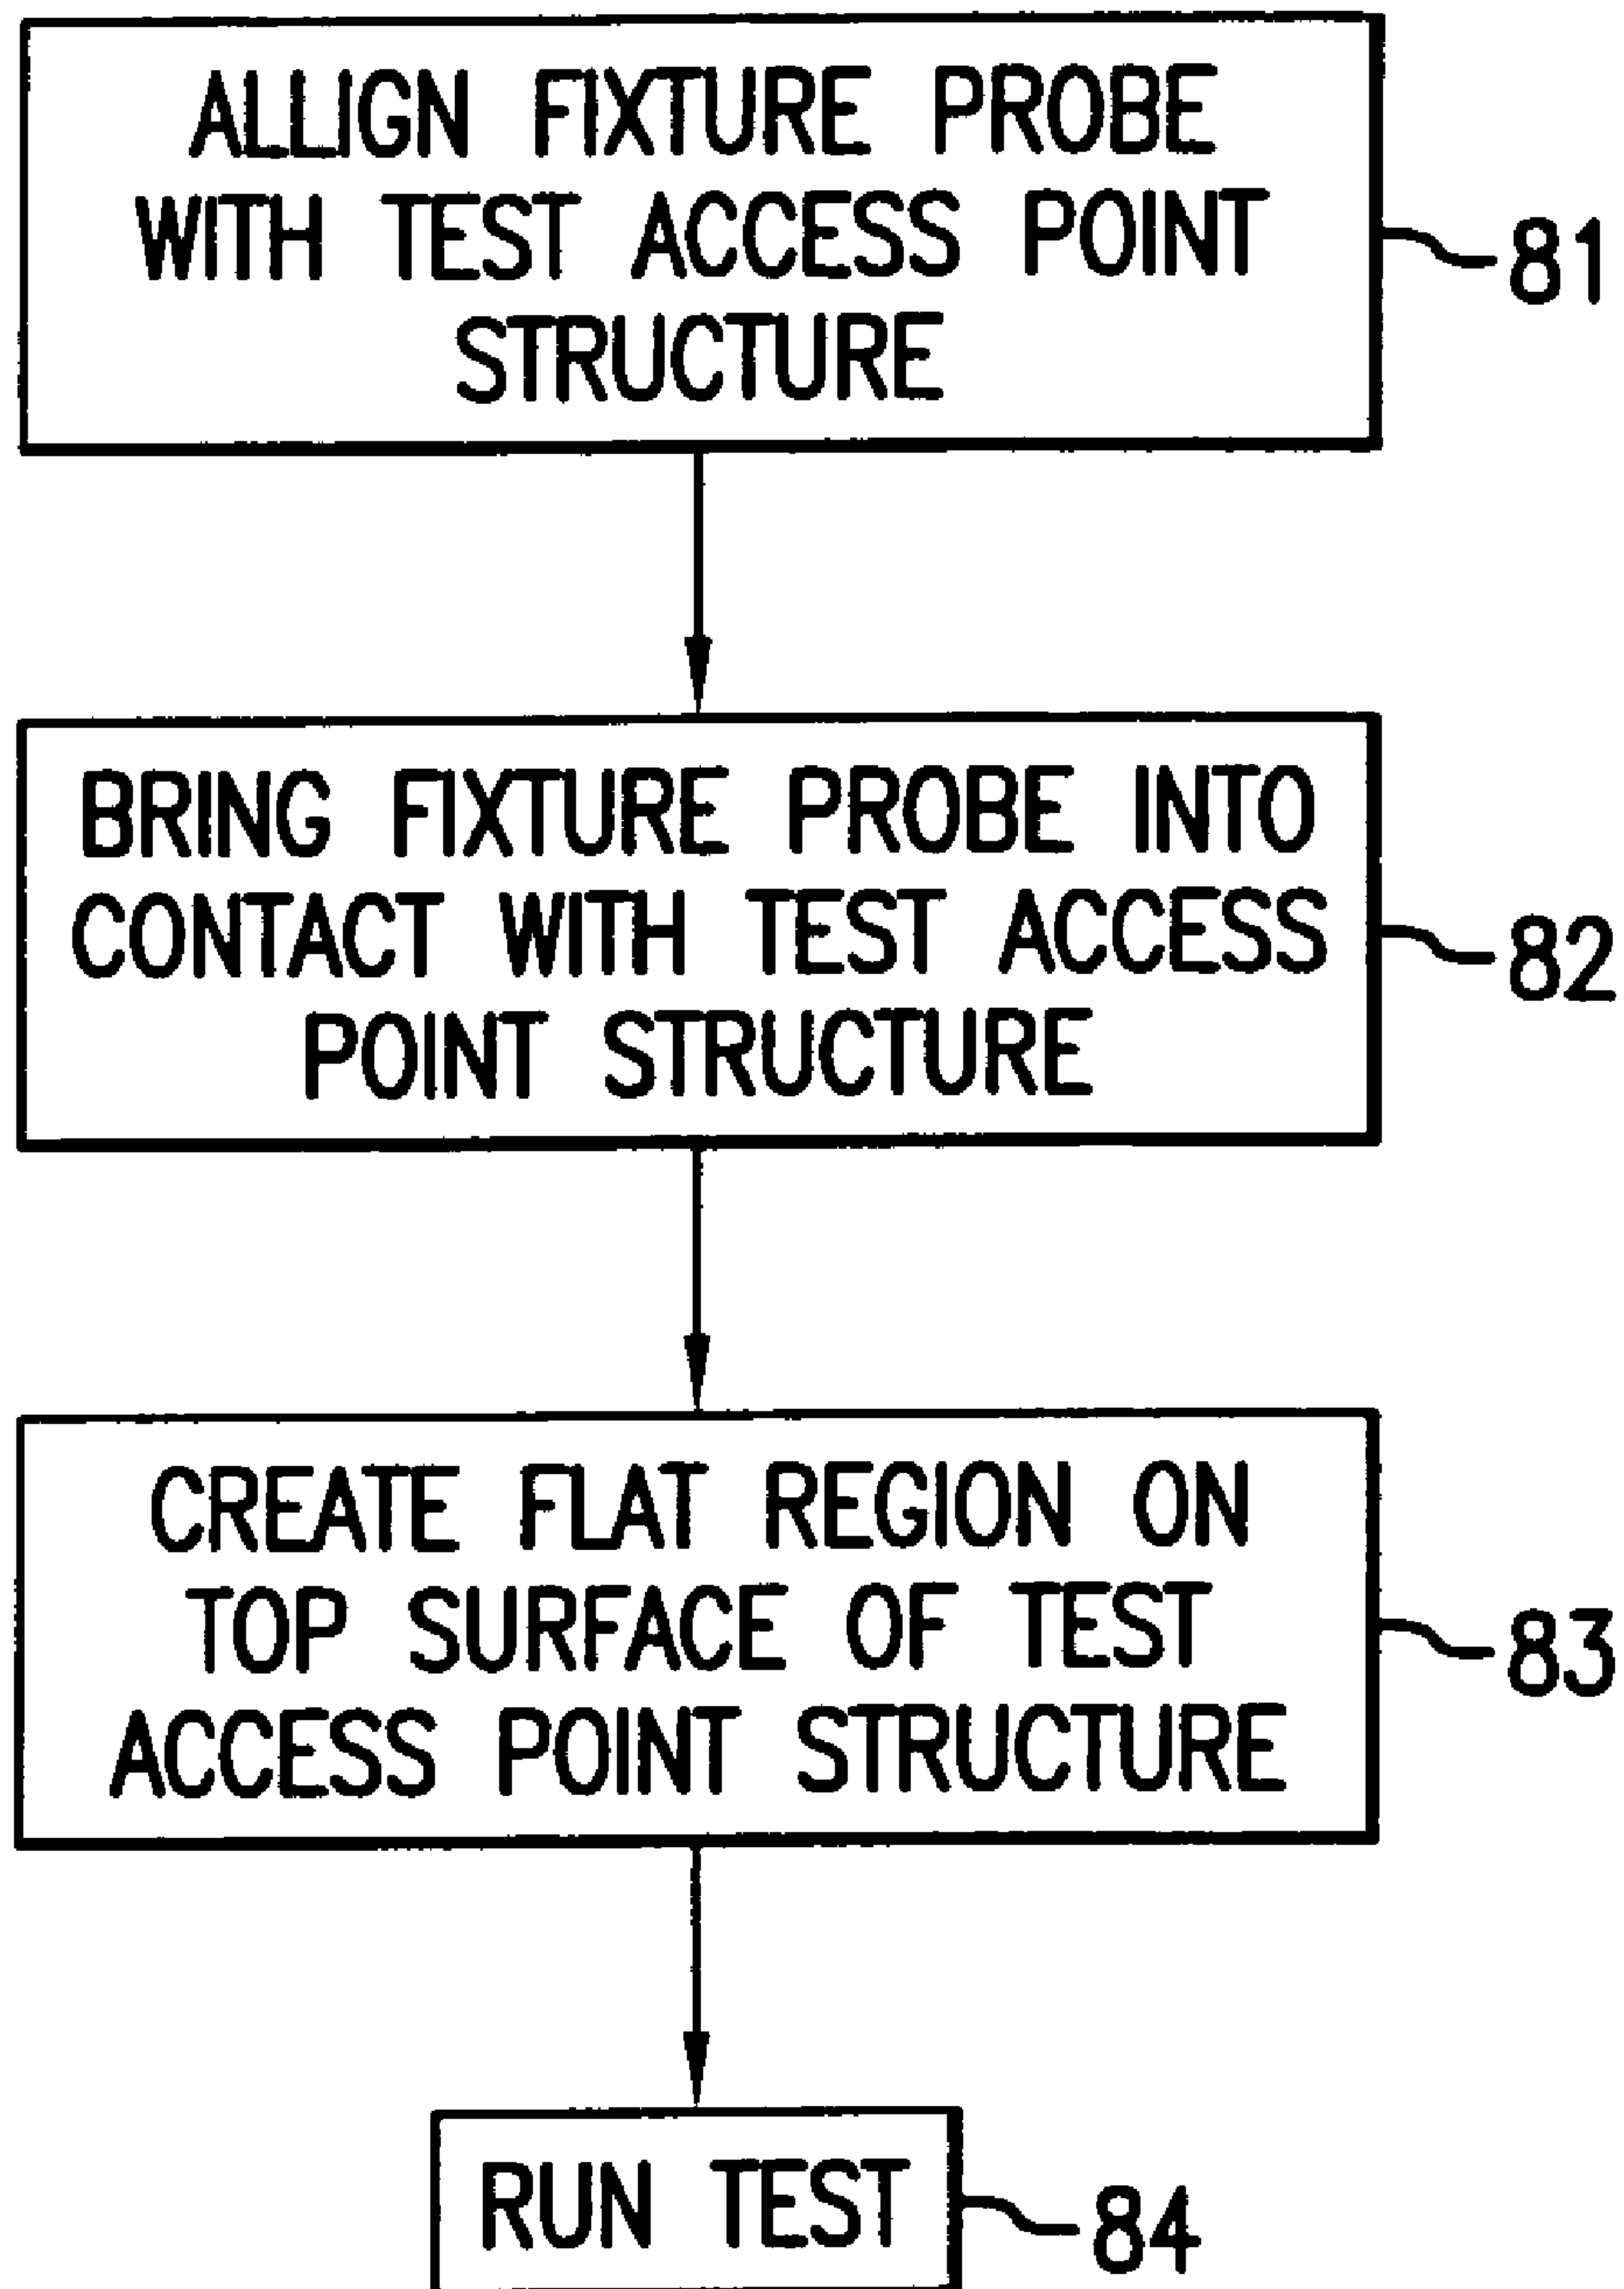 ALLIGN FIXTURE PROBE
WITH TEST ACCESS POINT
STRUCTURE
81
BRING FIXTURE PROBE INTO
CONTACT WITH TEST ACCESS
POINT STRUCTURE
82
CREATE FLAT REGION ON
TOP SURFACE OF TEST
ACCESS POINT STRUCTURE
83
RUN TEST
84